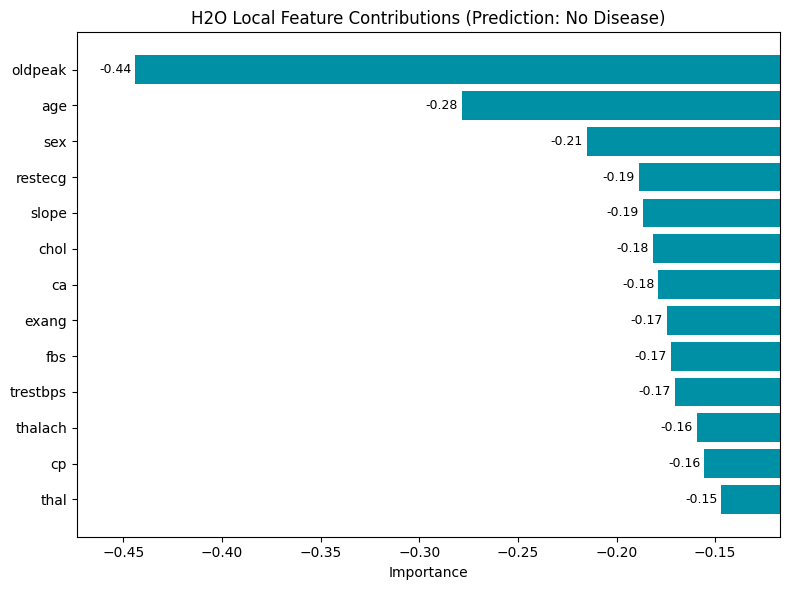 H2O Local Feature Contributions (Prediction: No Disease)
oldpeak -0.44
age -0.28
sex -0.21
restecg -0.19
slope -0.19
chol -0.18
ca -0.18
exang -0.17
fbs -0.17
trestbps -0.17
thalach -0.16
cp -0.16
thal -0.15
−0.45 −0.40 −0.35 −0.30 −0.25 −0.20 −0.15
Importance